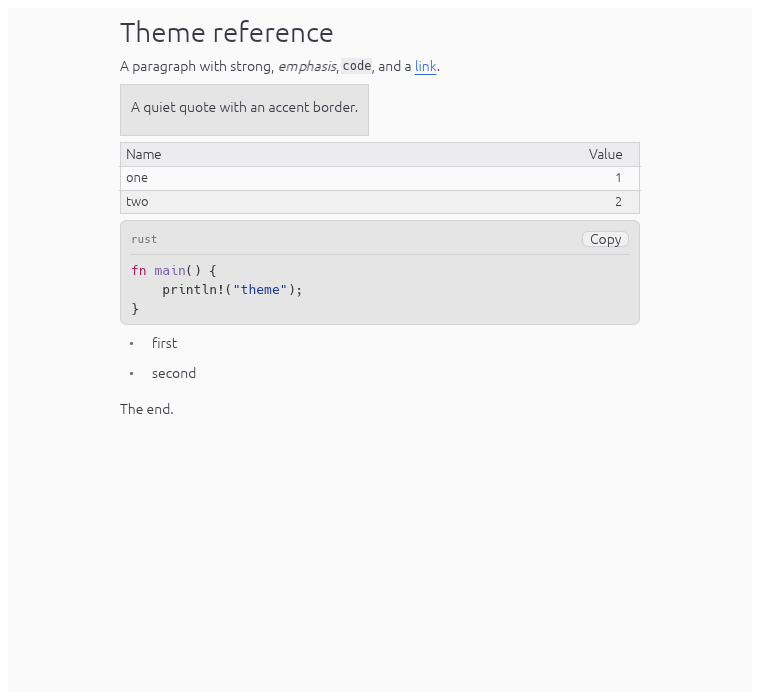 Theme reference
A paragraph with strong, emphasis, code, and a link.
A quiet quote with an accent border.
Name Value
one 1
two 2
rust Copy
fn main() {
    println!("theme");
}
• first
• second
The end.